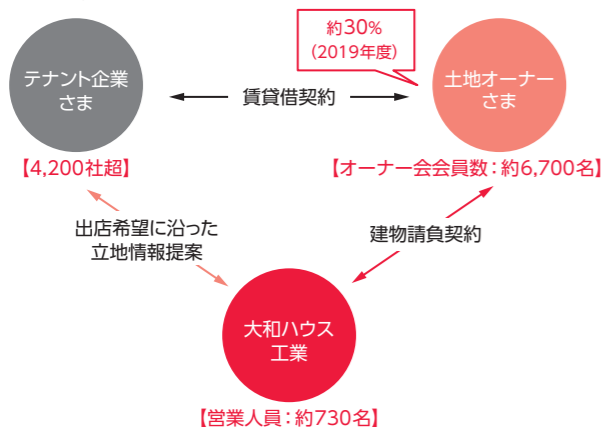 約30%
(2019年度)
テナント企業
さま
賃貸借契約
土地オーナー
さま
【4,200社超】
【オーナー会会員数：約6,700名】
出店希望に沿った
立地情報提案
建物請負契約
大和ハウス
工業
【営業人員：約730名】